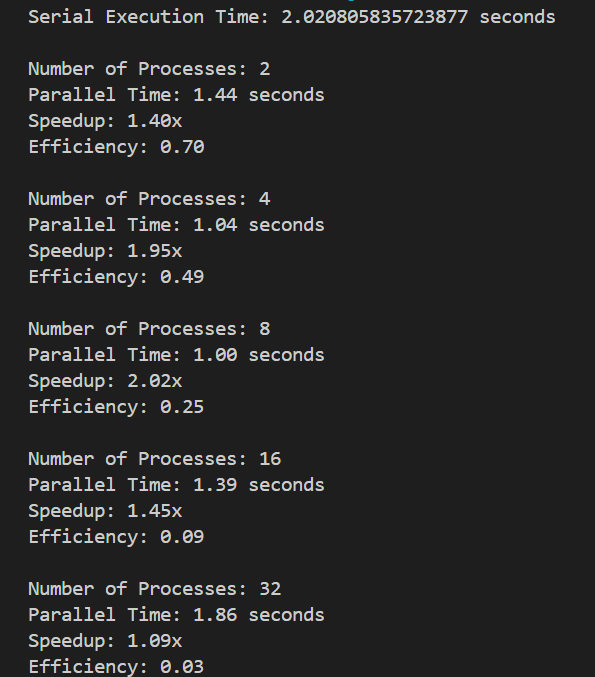 Serial Execution Time: 2.020805835723877 seconds
Number of Processes: 2
Parallel Time: 1.44 seconds
Speedup: 1.40x
Efficiency: 0.70
Number of Processes: 4
Parallel Time: 1.04 seconds
Speedup: 1.95x
Efficiency: 0.49
Number of Processes: 8
Parallel Time: 1.00 seconds
Speedup: 2.02x
Efficiency: 0.25
Number of Processes: 16
Parallel Time: 1.39 seconds
Speedup: 1.45x
Efficiency: 0.09
Number of Processes: 32
Parallel Time: 1.86 seconds
Speedup: 1.09x
Efficiency: 0.03